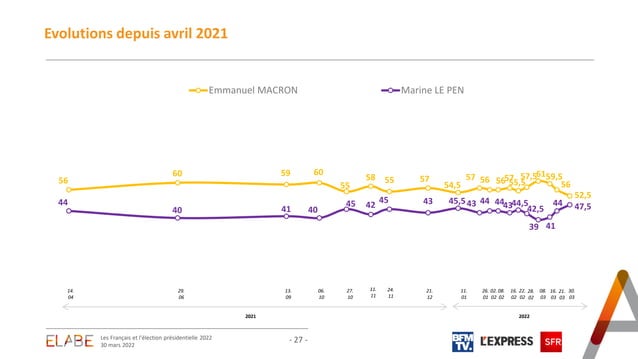 Evolutions depuis avril 2021
Emmanuel MACRON Marine LE PEN
56 60 59 60 55 58 55 57 54,5 57 56 56 57 55,5 57,5 61 59,5 56 52,5
44 40 41 40 45 42 45 43 45,5 43 44 44 43 44,5 42,5 39 41 44 47,5
14. 29. 13. 06. 27. 11. 24. 21. 11. 26. 02. 08. 16. 22. 28. 08. 16. 21. 30.
04 06 09 10 10 11 11 12 01 01 02 02 02 02 02 03 03 03 03
2021 2022
ELABE
Les Français et l'élection présidentielle 2022
30 mars 2022
- 27 -
BFM
TV.
L'EXPRESS
SFR